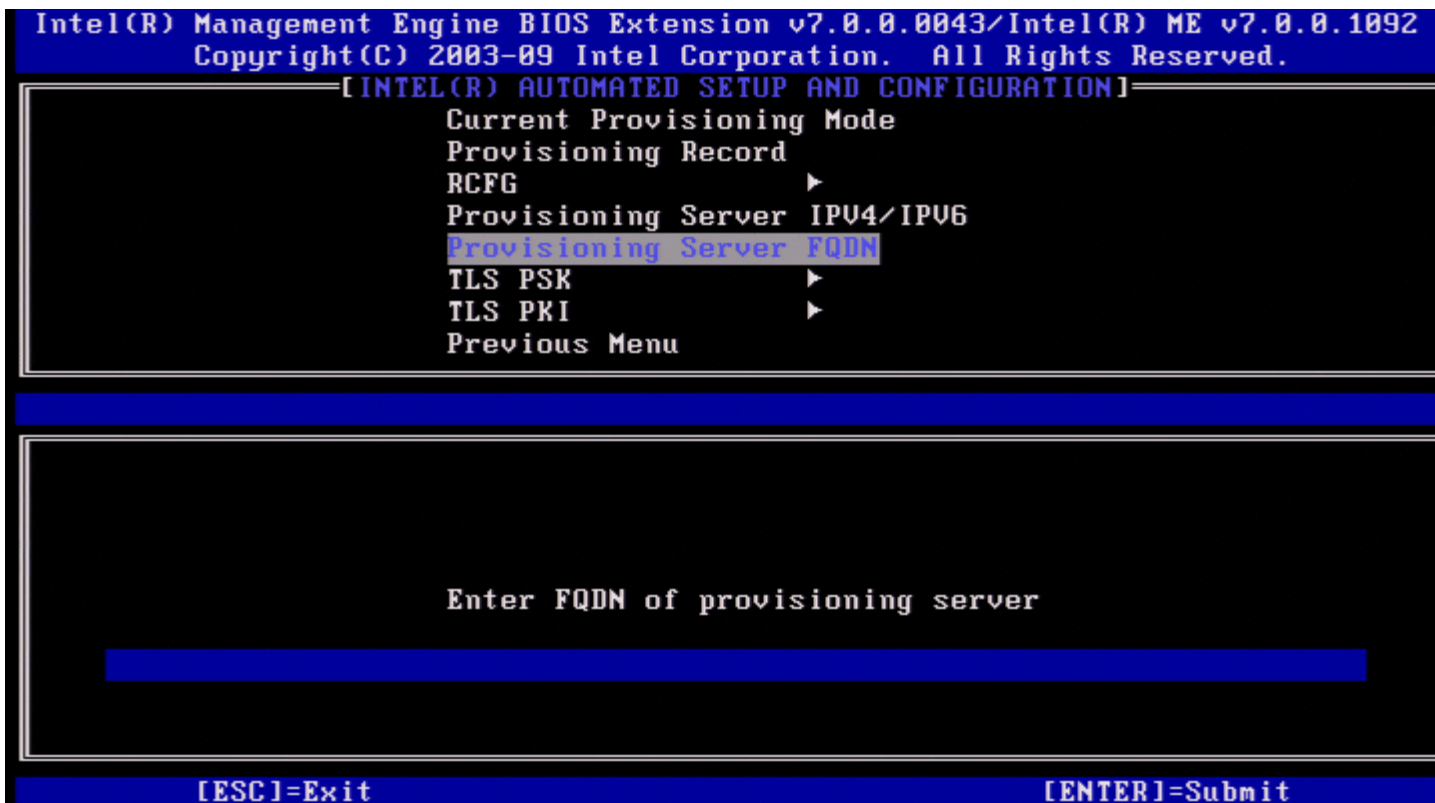 Intel(R) Management Engine BIOS Extension v7.0.0.0043/Intel(R) ME v7.0.0.1092
Copyright(C) 2003-09 Intel Corporation. All Rights Reserved.
[INTEL(R) AUTOMATED SETUP AND CONFIGURATION]
Current Provisioning Mode
Provisioning Record
RCFG ►
Provisioning Server IPV4/IPV6
Provisioning Server FQDN
TLS PSK ►
TLS PKI ►
Previous Menu
Enter FQDN of provisioning server
[ESC]=Exit [ENTER]=Submit